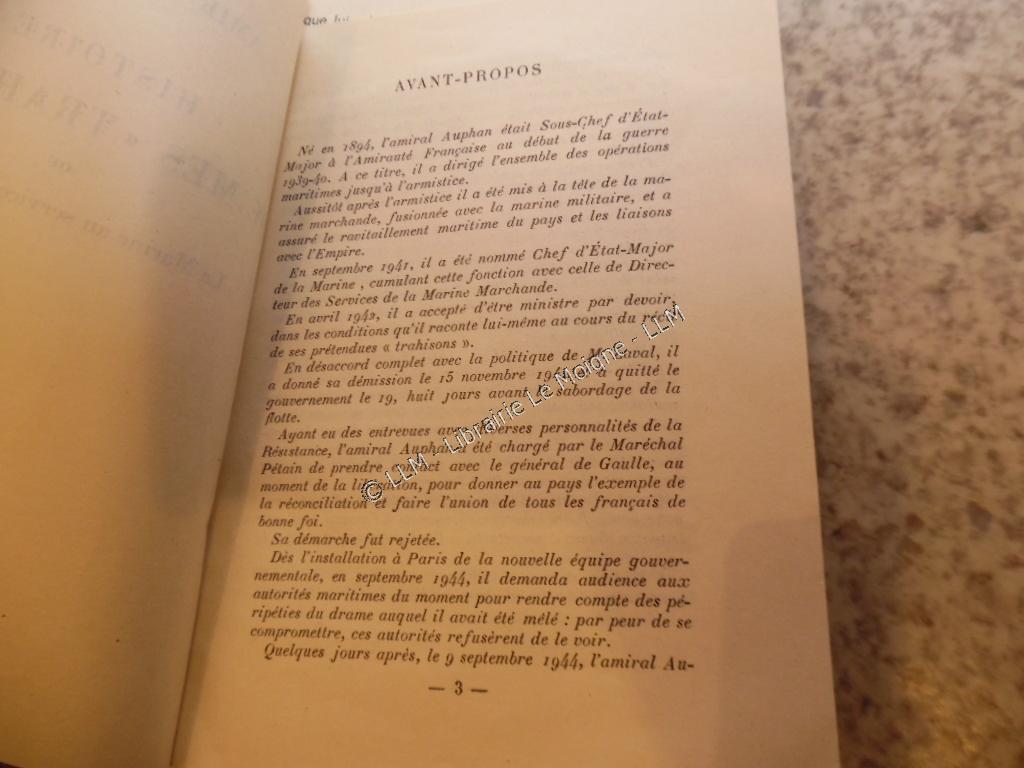 Que
AVANT-PROPOS
Né en 1894, l'amiral Auphan était Sous-Chef d'État-
Major à l'Amirauté Française au début de la guerre
1939-40. A ce titre, il a dirigé l'ensemble des opérations
maritimes jusqu'à l'armistice.
Aussitôt après l'armistice il a été mis à la tête de la ma-
rine marchande, fusionnée avec la marine militaire, et a
assuré le ravitaillement maritime du pays et les liaisons
avec l'Empire.
En septembre 1941, il a été nommé Chef d'État-Major
de la Marine, cumulant cette fonction avec celle de Direc-
teur des Services de la Marine Marchande.
En avril 1942, il a accepté d'être ministre par devoir,
dans les conditions qu'il raconte lui-même au cours du récit
de ses prétendues « trahisons ».
En désaccord complet avec la politique de M. Laval, il
a donné sa démission le 15 novembre 194 a quitté le
gouvernement le 19, huit jours avant le sabordage de la
flotte.
Ayant eu des entrevues avec diverses personnalités de la
Résistance, l'amiral Auphan a été chargé par le Maréchal
Pétain de prendre contact avec le général de Gaulle, au
moment de la libération, pour donner au pays l'exemple de
la réconciliation et faire l'union de tous les français de
bonne foi.
Sa démarche fut rejetée.
Dès l'installation à Paris de la nouvelle équipe gouver-
nementale, en septembre 1944, il demanda audience aux
autorités maritimes du moment pour rendre compte des pé-
ripéties du drame auquel il avait été mêlé : par peur de se
compromettre, ces autorités refusèrent de le voir.
Quelques jours après, le 9 septembre 1944, l'amiral Au-
— 3 —
© LLM - Librairie Le Moigne - LLM